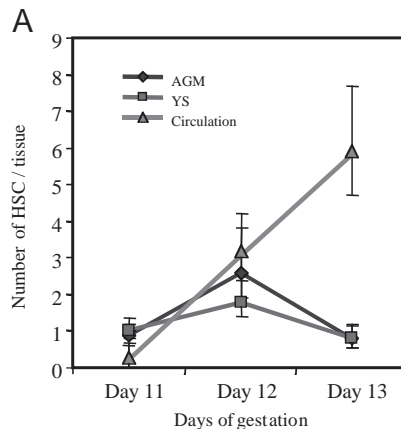 A
9
8
7
6
5
4
3
2
1
0
Number of HSC / tissue
AGM
YS
Circulation
Day 11 Day 12 Day 13
Days of gestation